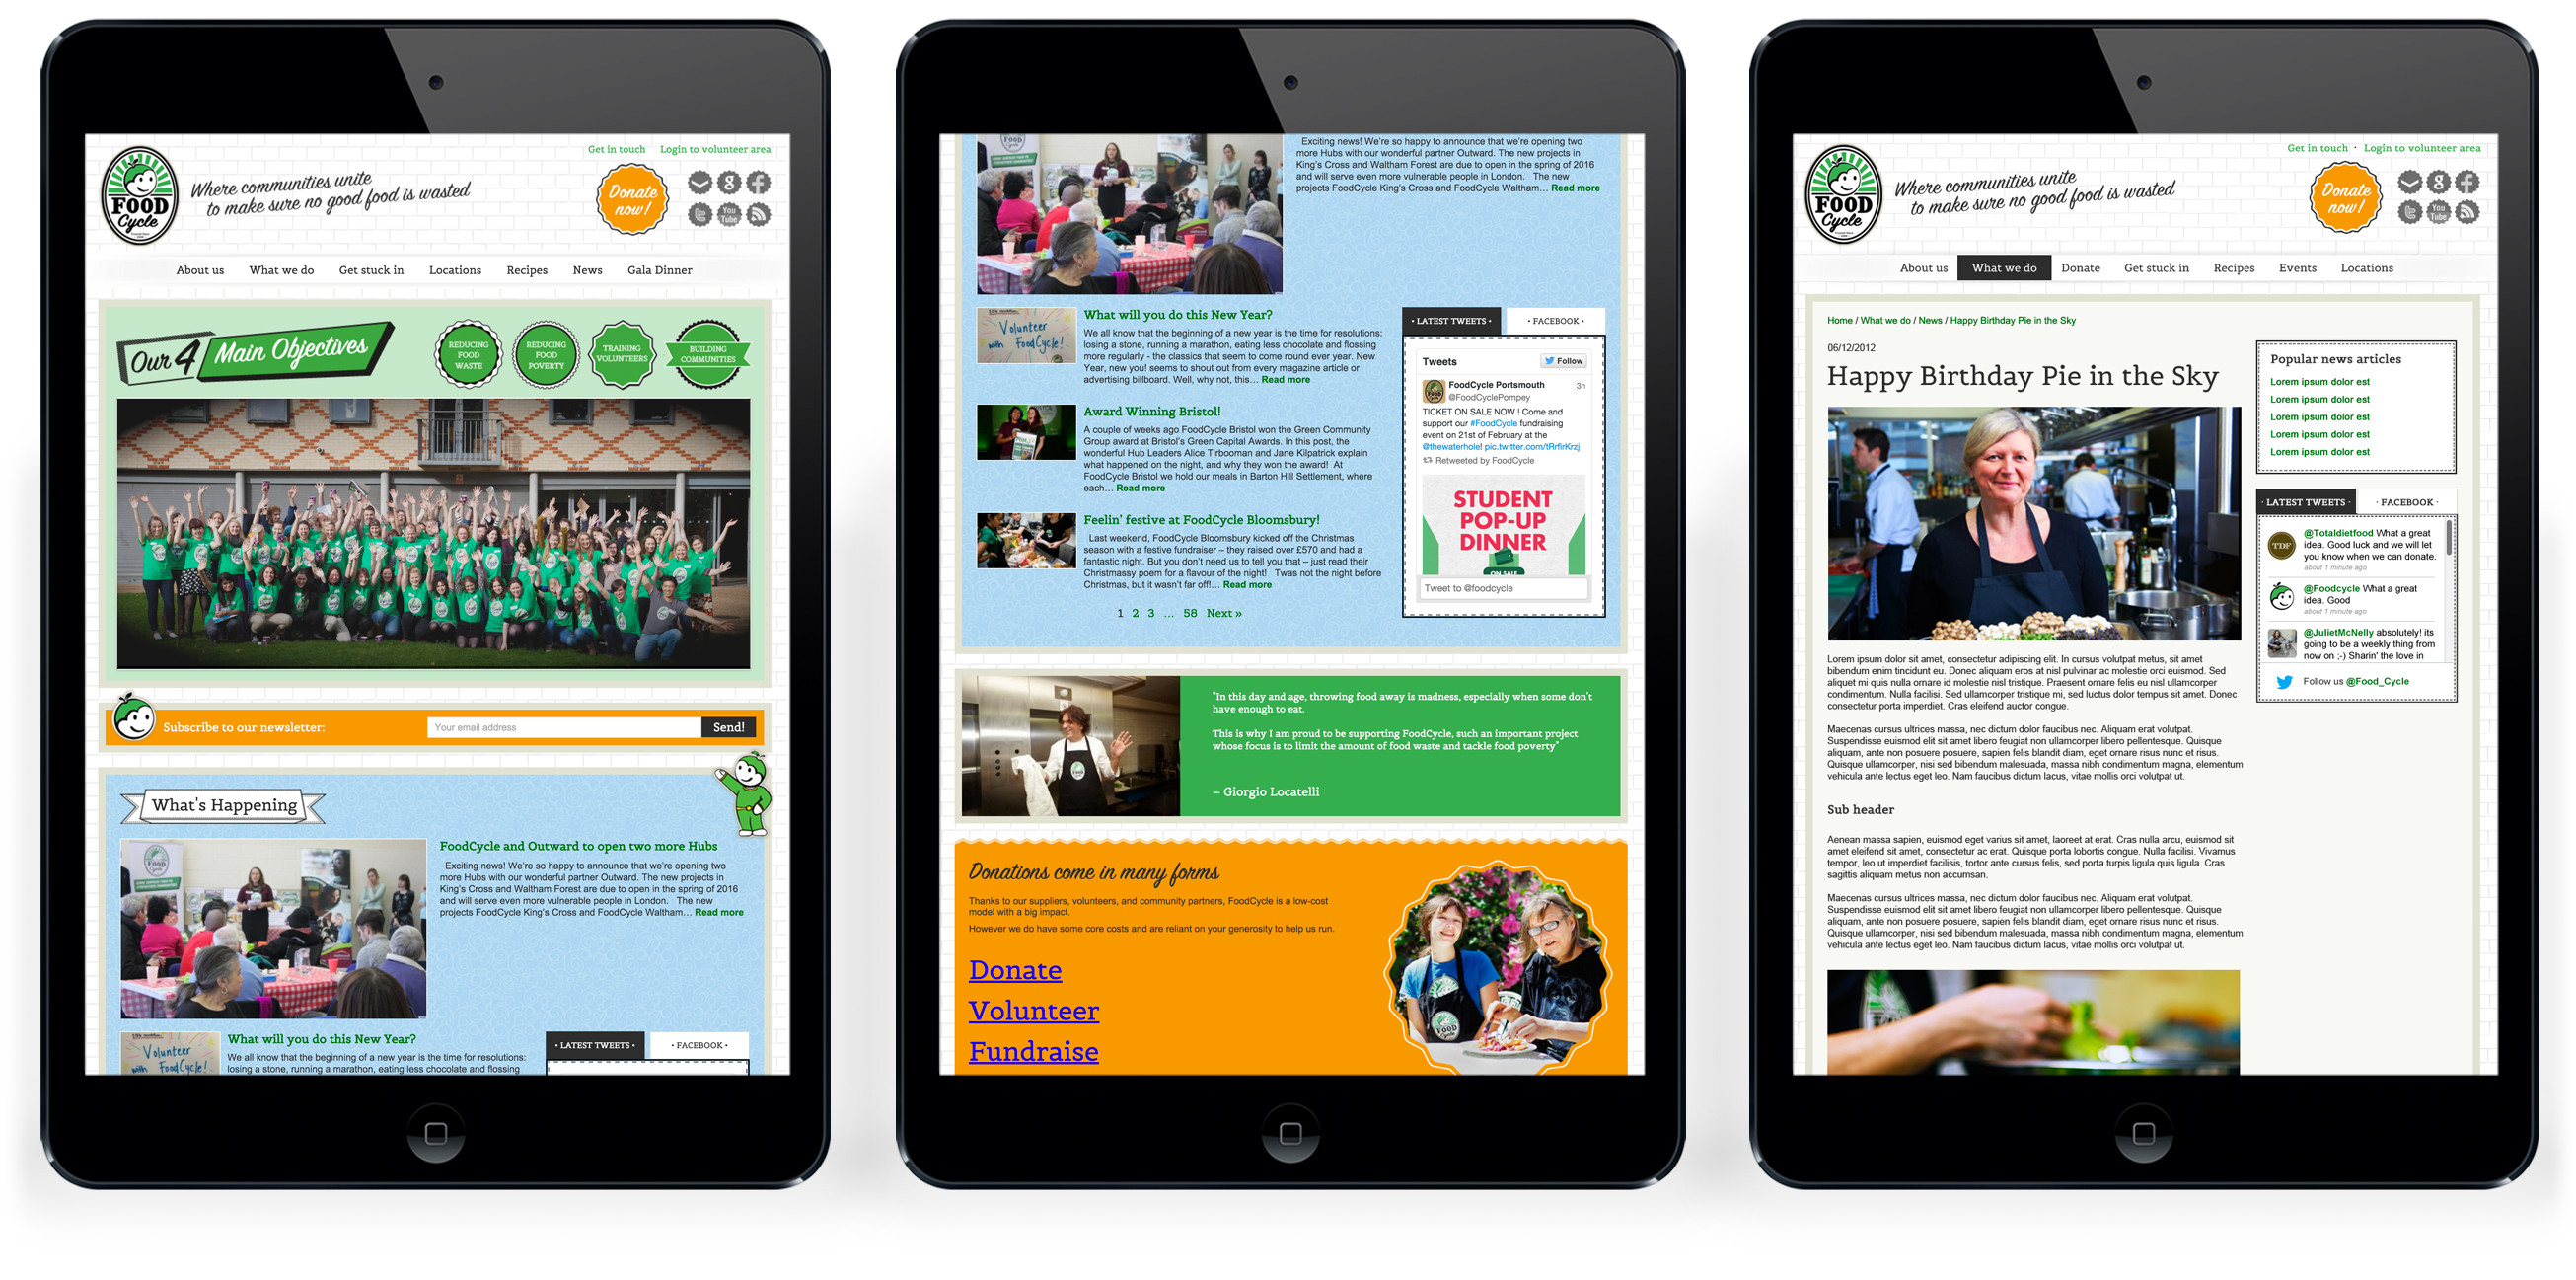 Get in touch Login to volunteer area
FOOD
Cycle
Where communities unite
to make sure no good food is wasted
Donate
now!
You
Tube
About us What we do Get stuck in Locations Recipes News Gala Dinner
Our 4 Main Objectives
REDUCING
FOOD
WASTE
REDUCING
FOOD
POVERTY
TRAINING
VOLUNTEERS
BUILDING
COMMUNITIES
Subscribe to our newsletter:
Your email address
Send!
What's Happening
FoodCycle and Outward to open two more Hubs
Exciting news! We're so happy to announce that we're opening two
more Hubs with our wonderful partner Outward. The new projects in
King's Cross and Waltham Forest are due to open in the spring of 2016
and will serve even more vulnerable people in London. The new
projects FoodCycle King's Cross and FoodCycle Waltham... Read more
Volunteer
with FoodCycle!
What will you do this New Year?
We all know that the beginning of a new year is the time for resolutions:
losing a stone, running a marathon, eating less chocolate and flossing
• LATEST TWEETS • • FACEBOOK •
Exciting news! We're so happy to announce that we're opening two
more Hubs with our wonderful partner Outward. The new projects in
King's Cross and Waltham Forest are due to open in the spring of 2016
and will serve even more vulnerable people in London. The new
projects FoodCycle King's Cross and FoodCycle Waltham... Read more
Volunteer
with FoodCycle!
What will you do this New Year?
We all know that the beginning of a new year is the time for resolutions:
losing a stone, running a marathon, eating less chocolate and flossing
more regularly - the classics that seem to come round ever year. New
Year, new you! seems to shout out from every magazine article or
advertising billboard. Well, why not, this... Read more
Award Winning Bristol!
A couple of weeks ago FoodCycle Bristol won the Green Community
Group award at Bristol's Green Capital Awards. In this post, the
wonderful Hub Leaders Alice Tirbooman and Jane Kilpatrick explain
what happened on the night, and why they won the award! At
FoodCycle Bristol we hold our meals in Barton Hill Settlement, where
each... Read more
Feelin' festive at FoodCycle Bloomsbury!
Last weekend, FoodCycle Bloomsbury kicked off the Christmas
season with a festive fundraiser – they raised over £570 and had a
fantastic night. But you don't need us to tell you that – just read their
Christmassy poem for a flavour of the night! Twas not the night before
Christmas, but it wasn't far off!... Read more
1 2 3 ... 58 Next »
• LATEST TWEETS • • FACEBOOK •
Tweets Follow
FoodCycle Portsmouth 3h
@FoodCyclePompey
TICKET ON SALE NOW ! Come and
support our #FoodCycle fundraising
event on 21st of February at the
@thewaterhole! pic.twitter.com/tRrfirKrzj
Retweeted by FoodCycle
STUDENT
POP-UP
DINNER
ON SALE
Tweet to @foodcycle
"In this day and age, throwing food away is madness, especially when some don't
have enough to eat.
This is why I am proud to be supporting FoodCycle, such an important project
whose focus is to limit the amount of food waste and tackle food poverty"
– Giorgio Locatelli
Donations come in many forms
Thanks to our suppliers, volunteers, and community partners, FoodCycle is a low-cost
model with a big impact.
However we do have some core costs and are reliant on your generosity to help us run.
Donate
Volunteer
Fundraise
Get in touch • Login to volunteer area
FOOD
Cycle
Where communities unite
to make sure no good food is wasted
Donate
now!
You
Tube
About us What we do Donate Get stuck in Recipes Events Locations
Home / What we do / News / Happy Birthday Pie in the Sky
06/12/2012
Happy Birthday Pie in the Sky
Lorem ipsum dolor sit amet, consectetur adipiscing elit. In cursus volutpat metus, sit amet
bibendum enim tincidunt eu. Donec aliquam eros at nisl pulvinar ac molestie orci euismod. Sed
aliquet mi quis nulla ornare id molestie nisl tristique. Praesent ornare felis eu nisl ullamcorper
condimentum. Nulla facilisi. Sed ullamcorper tristique mi, sed luctus dolor tempus sit amet. Donec
consectetur porta imperdiet. Cras eleifend auctor congue.
Maecenas cursus ultrices massa, nec dictum dolor faucibus nec. Aliquam erat volutpat.
Suspendisse euismod elit sit amet libero feugiat non ullamcorper libero pellentesque. Quisque
aliquam, ante non posuere posuere, sapien felis blandit diam, eget ornare risus nunc et risus.
Quisque ullamcorper, nisi sed bibendum malesuada, massa nibh condimentum magna, elementum
vehicula ante lectus eget leo. Nam faucibus dictum lacus, vitae mollis orci volutpat ut.
Sub header
Aenean massa sapien, euismod eget varius sit amet, laoreet at erat. Cras nulla arcu, euismod sit
amet eleifend sit amet, consectetur ac erat. Quisque porta lobortis congue. Nulla facilisi. Vivamus
tempor, leo ut imperdiet facilisis, tortor ante cursus felis, sed porta turpis ligula quis ligula. Cras
sagittis aliquam metus non accumsan.
Maecenas cursus ultrices massa, nec dictum dolor faucibus nec. Aliquam erat volutpat.
Suspendisse euismod elit sit amet libero feugiat non ullamcorper libero pellentesque. Quisque
aliquam, ante non posuere posuere, sapien felis blandit diam, eget ornare risus nunc et risus.
Quisque ullamcorper, nisi sed bibendum malesuada, massa nibh condimentum magna, elementum
vehicula ante lectus eget leo. Nam faucibus dictum lacus, vitae mollis orci volutpat ut.
Popular news articles
Lorem ipsum dolor est
Lorem ipsum dolor est
Lorem ipsum dolor est
Lorem ipsum dolor est
Lorem ipsum dolor est
• LATEST TWEETS • • FACEBOOK •
TDF
@Totaldietfood What a great
idea. Good luck and we will let
you know when we can donate.
about 1 minute ago
@Foodcycle What a great
idea. Good
about 1 minute ago
@JulietMcNelly absolutely! its
going to be a weekly thing from
now on ;-) Sharin' the love in
Follow us @Food_Cycle